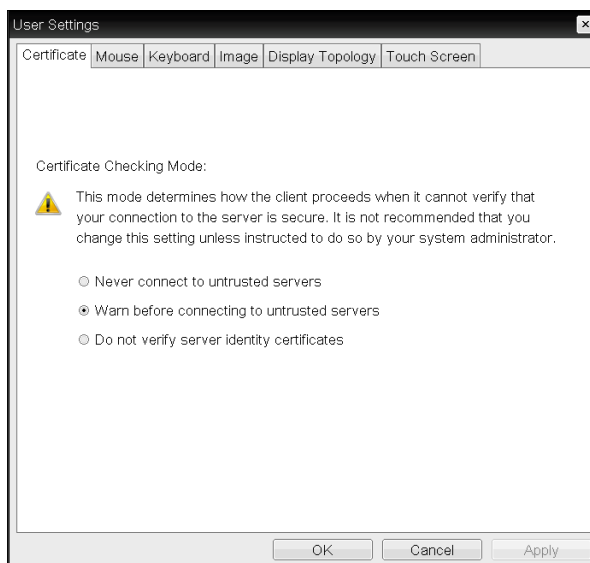 User Settings
Certificate Mouse Keyboard Image Display Topology Touch Screen
Certificate Checking Mode:
This mode determines how the client proceeds when it cannot verify that
your connection to the server is secure. It is not recommended that you
change this setting unless instructed to do so by your system administrator.
Never connect to untrusted servers
Warn before connecting to untrusted servers
Do not verify server identity certificates
OK Cancel Apply